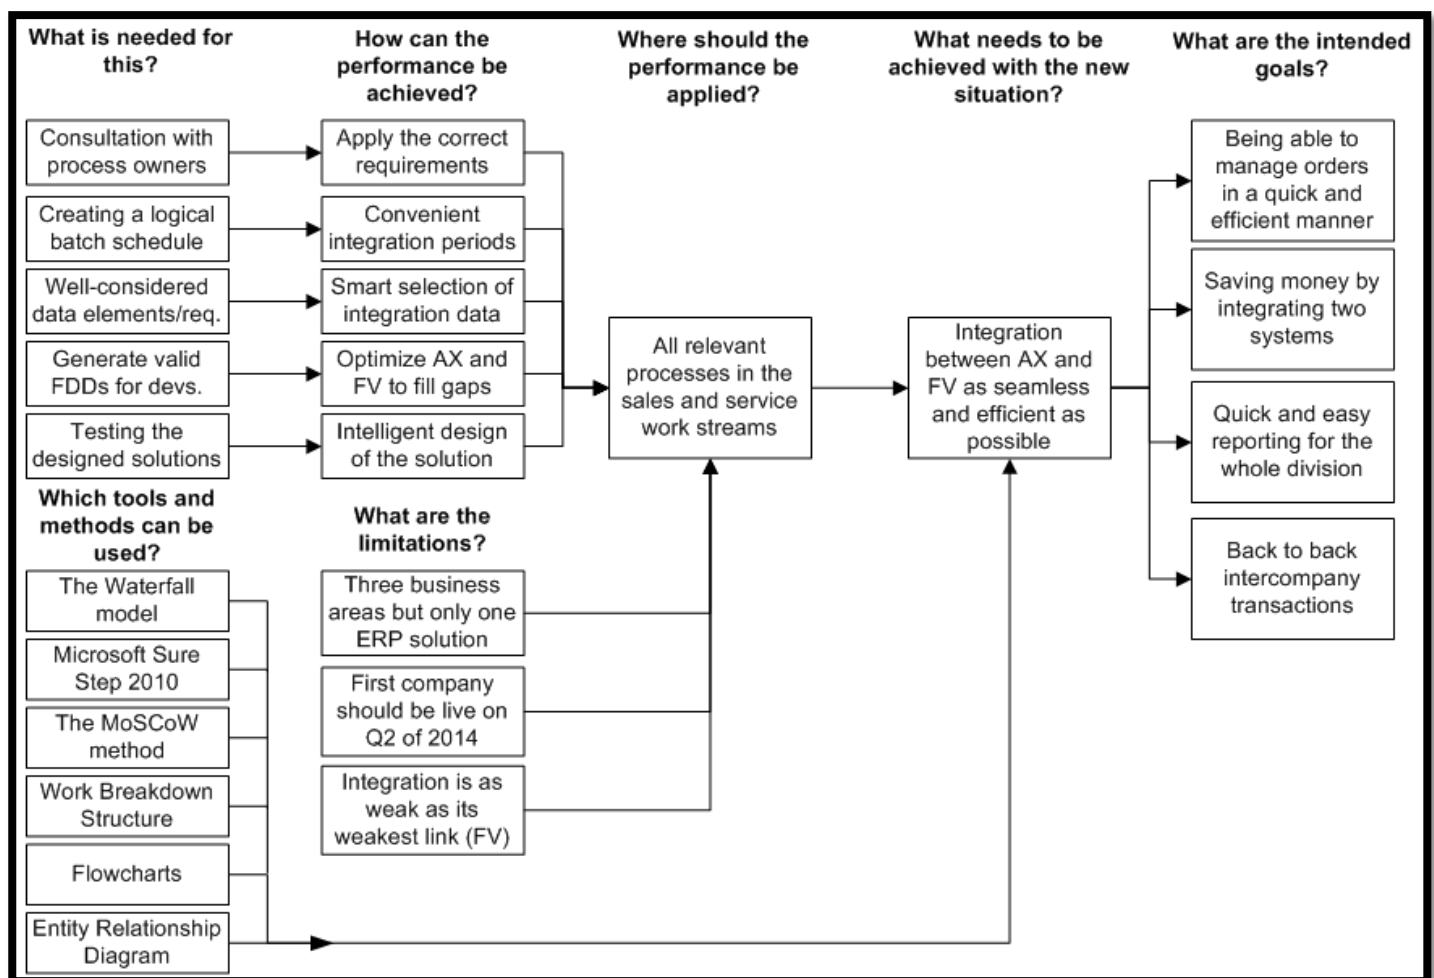 What is needed for
this?
Consultation with
process owners
Creating a logical
batch schedule
Well-considered
data elements/req.
Generate valid
FDDs for devs.
Testing the
designed solutions
Which tools and
methods can be
used?
The Waterfall
model
Microsoft Sure
Step 2010
The MoSCoW
method
Work Breakdown
Structure
Flowcharts
Entity Relationship
Diagram
How can the
performance be
achieved?
Apply the correct
requirements
Convenient
integration periods
Smart selection of
integration data
Optimize AX and
FV to fill gaps
Intelligent design
of the solution
What are the
limitations?
Three business
areas but only one
ERP solution
First company
should be live on
Q2 of 2014
Integration is as
weak as its
weakest link (FV)
Where should the
performance be
applied?
All relevant
processes in the
sales and service
work streams
What needs to be
achieved with the new
situation?
Integration
between AX and
FV as seamless
and efficient as
possible
What are the intended
goals?
Being able to
manage orders
in a quick and
efficient manner
Saving money by
integrating two
systems
Quick and easy
reporting for the
whole division
Back to back
intercompany
transactions